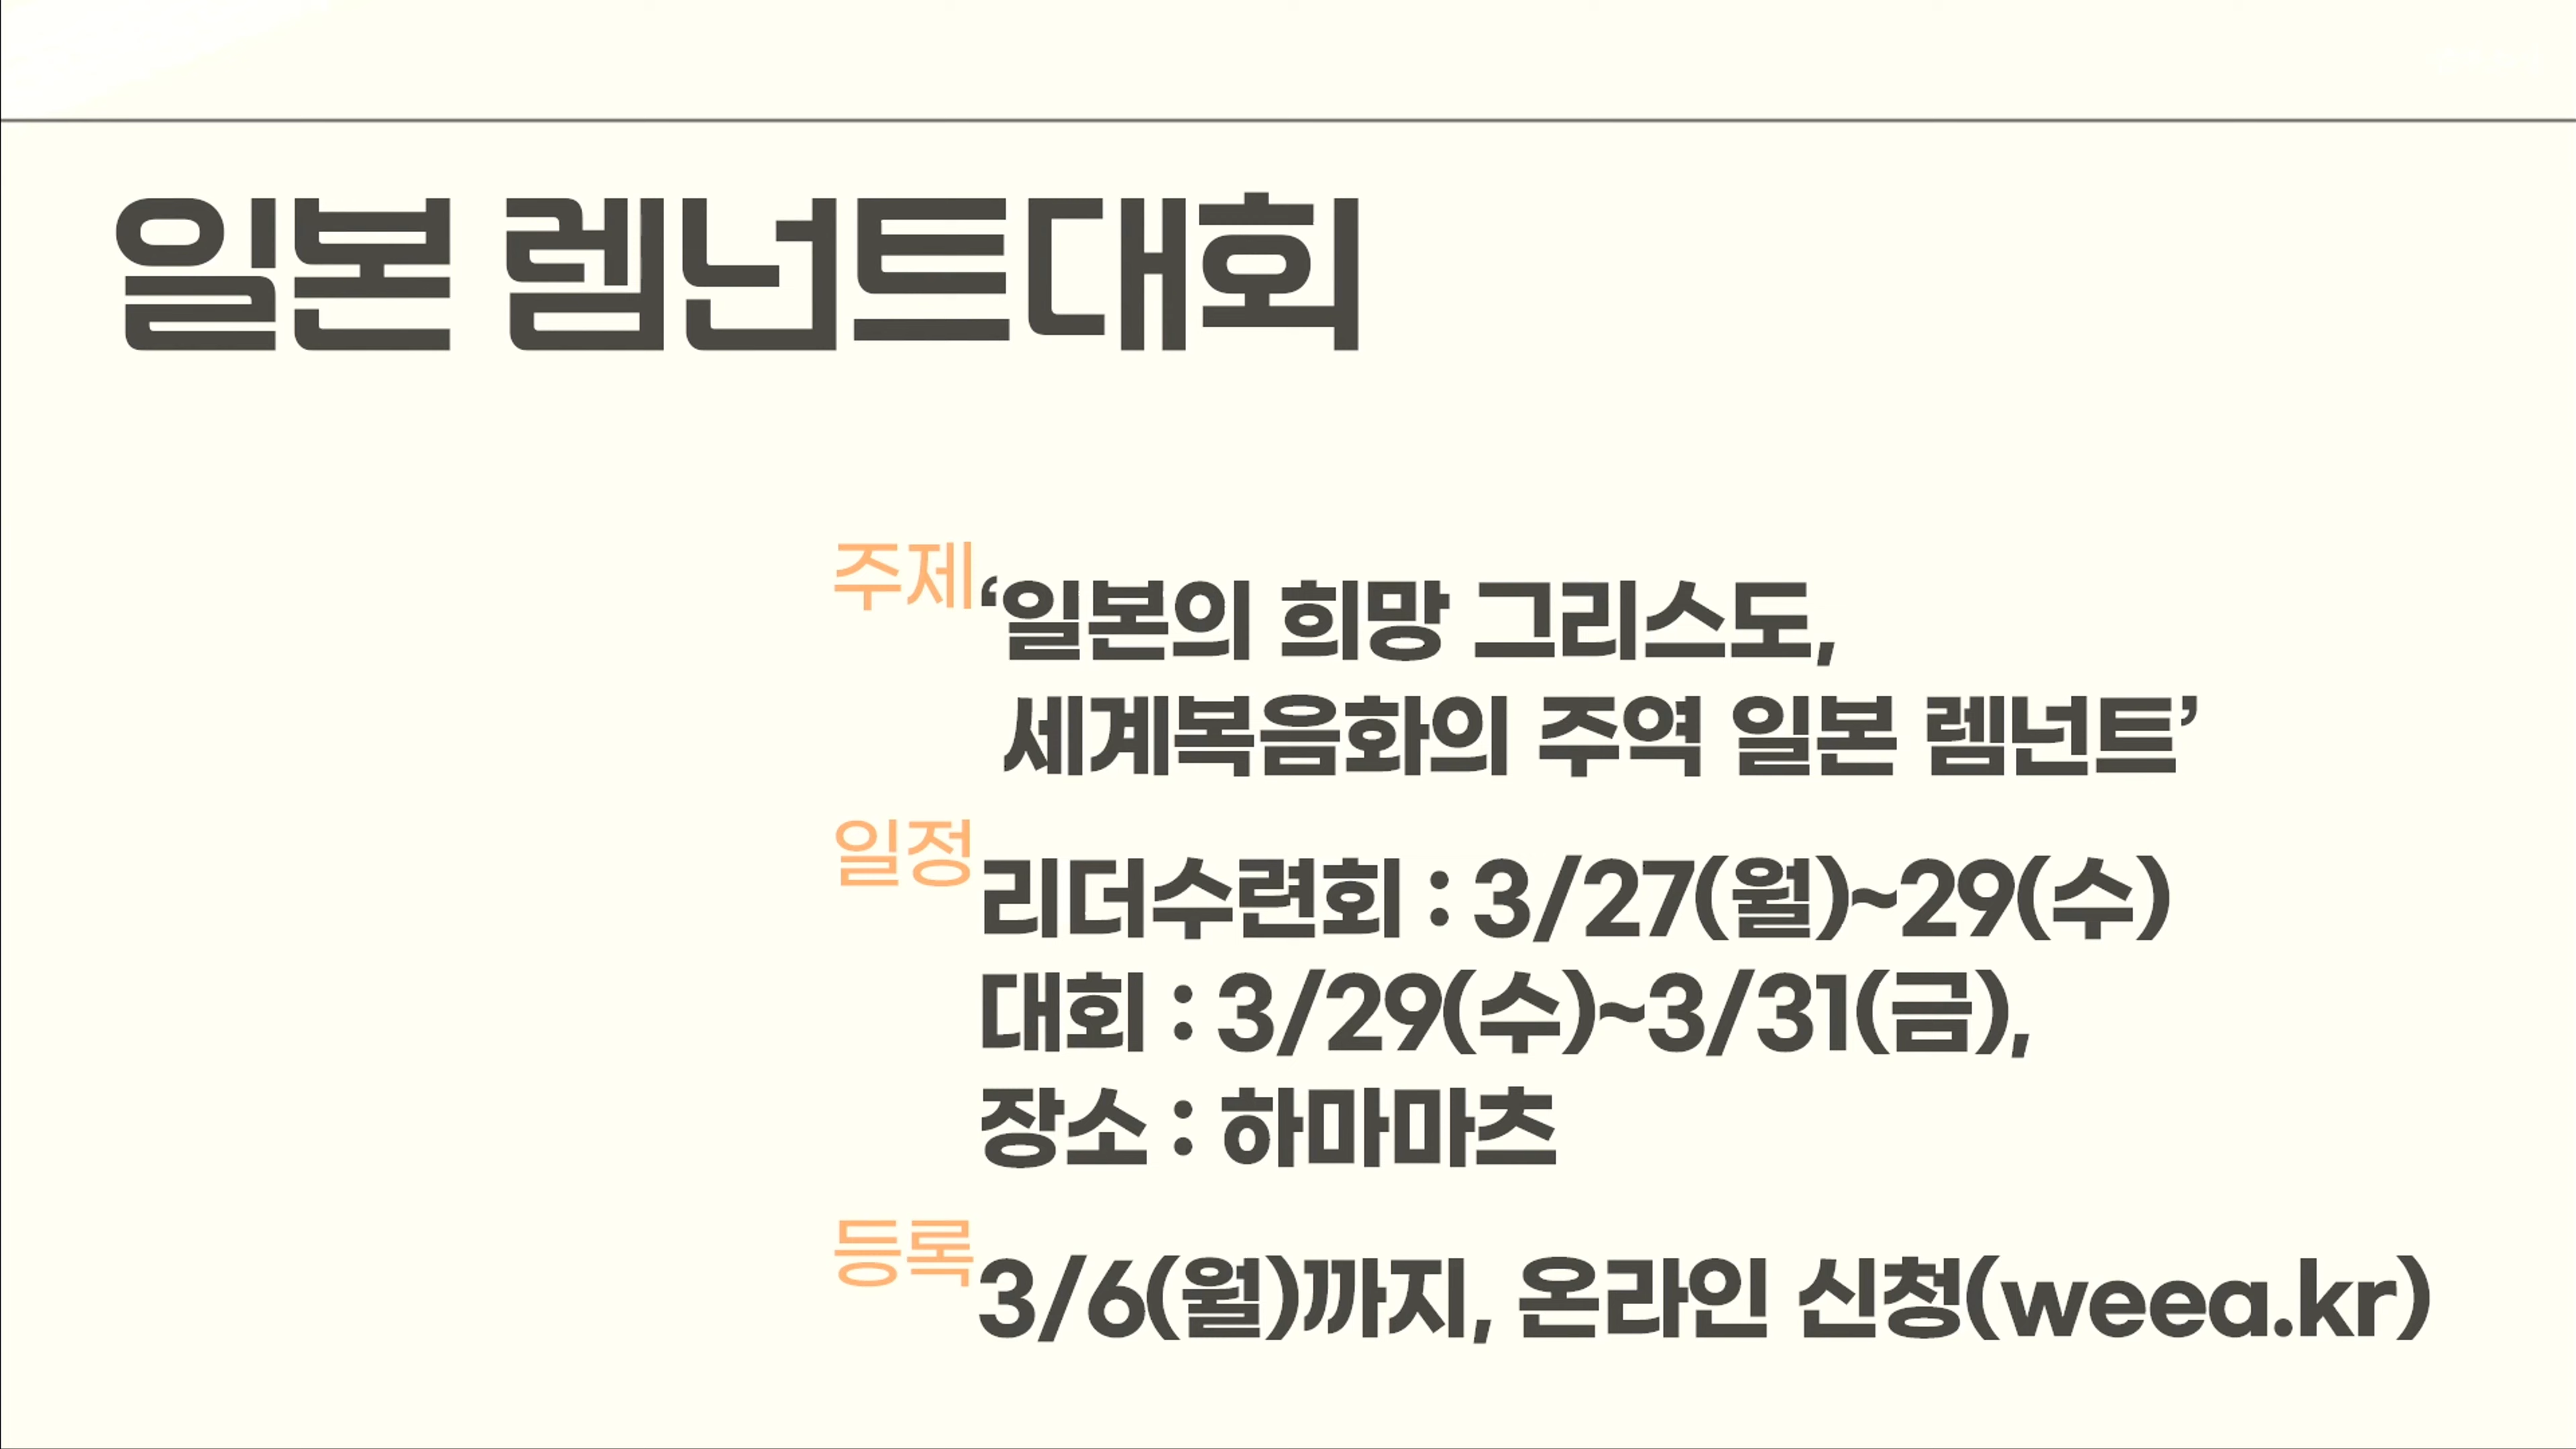 일본 렘넌트대회
주제
‘일본의 희망 그리스도,
세계복음화의 주역 일본 렘넌트’
일정
리더수련회 : 3/27(월)~29(수)
대회 : 3/29(수)~3/31(금),
장소 : 하마마츠
등록
3/6(월)까지, 온라인 신청(weea.kr)